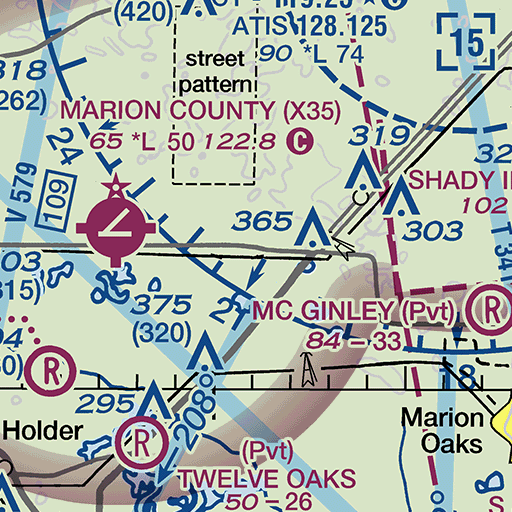 (420)
ATIS 128.125
90 *L 74
15
street
pattern
318
262)
MARION COUNTY (X35)
65 *L 50 122.8 C
319
24
V 579
109
SHADY
102
365
303
03
315)
375
(320)
2
MC GINLEY (Pvt)
84 – 33
R
R
295
208°
8
Holder
R
Marion
Oaks
(Pvt)
TWELVE OAKS
50 – 26
B
S